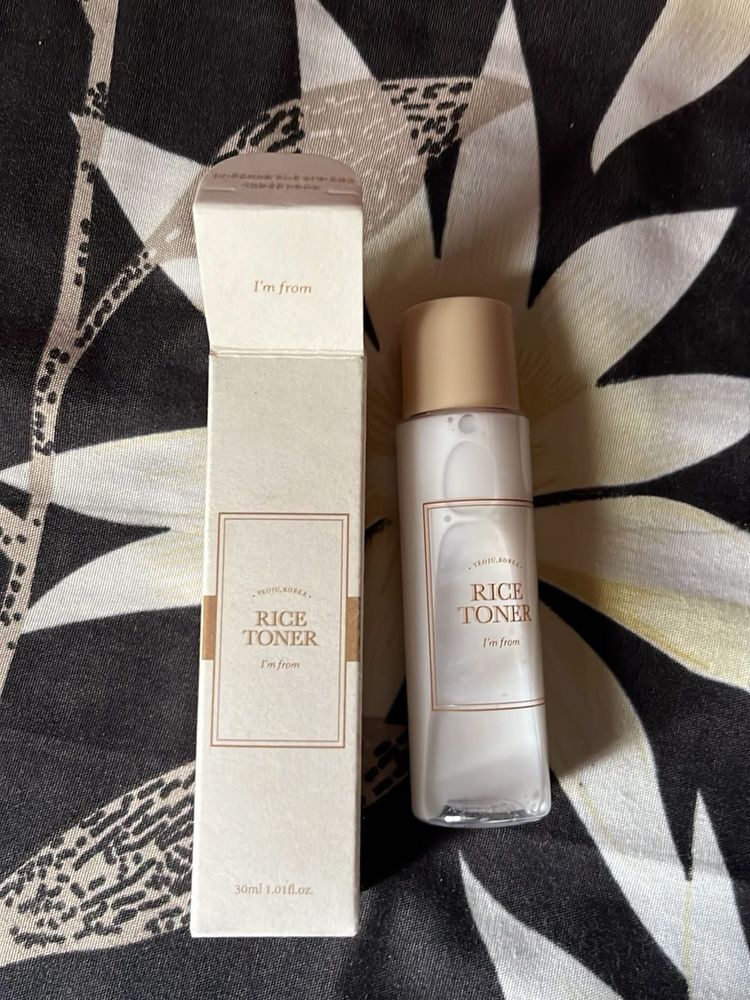 I'm from
· YEOJU, KOREA ·
RICE
TONER
I'm from
30ml 1.01fl.oz.
· YEOJU, KOREA ·
RICE
TONER
I'm from